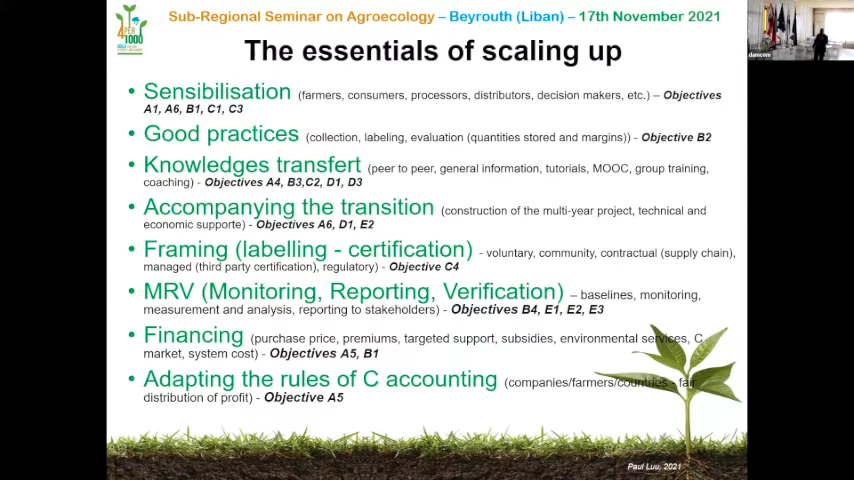 Sub-Regional Seminar on Agroecology – Beyrouth (Liban) – 17th November 2021
4 PER
1000
The essentials of scaling up
• Sensibilisation (farmers, consumers, processors, distributors, decision makers, etc.) – Objectives
A1, A6, B1, C1, C3
• Good practices (collection, labeling, evaluation (quantities stored and margins)) - Objective B2
• Knowledges transfert (peer to peer, general information, tutorials, MOOC, group training,
coaching) - Objectives A4, B3,C2, D1, D3
• Accompanying the transition (construction of the multi-year project, technical and
economic supporte) - Objectives A6, D1, E2
• Framing (labelling - certification) - voluntary, community, contractual (supply chain),
managed (third party certification), regulatory) - Objective C4
• MRV (Monitoring, Reporting, Verification) – baselines, monitoring,
measurement and analysis, reporting to stakeholders) - Objectives B4, E1, E2, E3
• Financing (purchase price, premiums, targeted support, subsidies, environmental services, C
market, system cost) - Objectives A5, B1
• Adapting the rules of C accounting (companies/farmers/countries - fair
distribution of profit) - Objective A5
Paul Luu, 2021